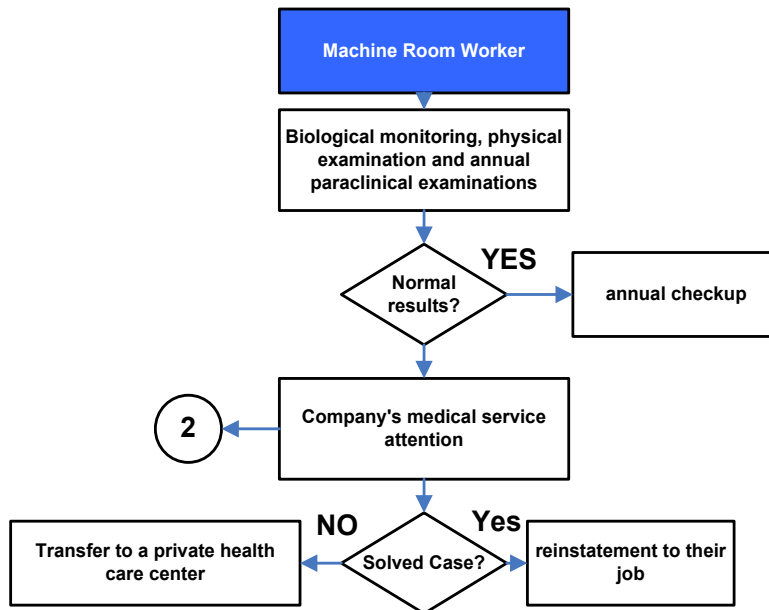 Machine Room Worker
Biological monitoring, physical
examination and annual
paraclinical examinations
YES
Normal
results?
annual checkup
2
Company's medical service
attention
NO
Yes
Transfer to a private health
care center
Solved Case?
reinstatement to their
job